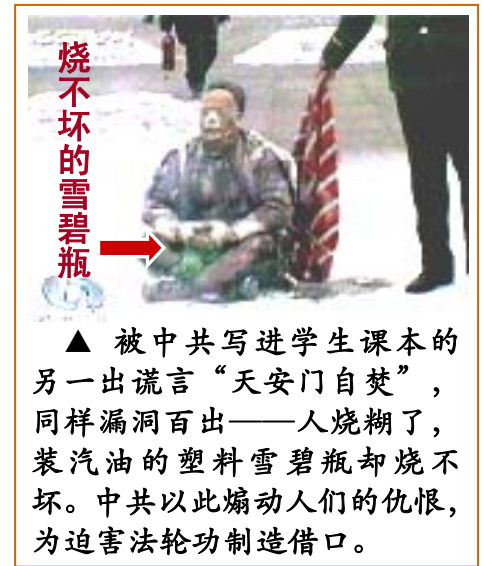 烧不坏的雪碧瓶
▲ 被中共写进学生课本的
另一出谎言“天安门自焚”，
同样漏洞百出——人烧糊了，
装汽油的塑料雪碧瓶却烧不
坏。中共以此煽动人们的仇恨，
为迫害法轮功制造借口。